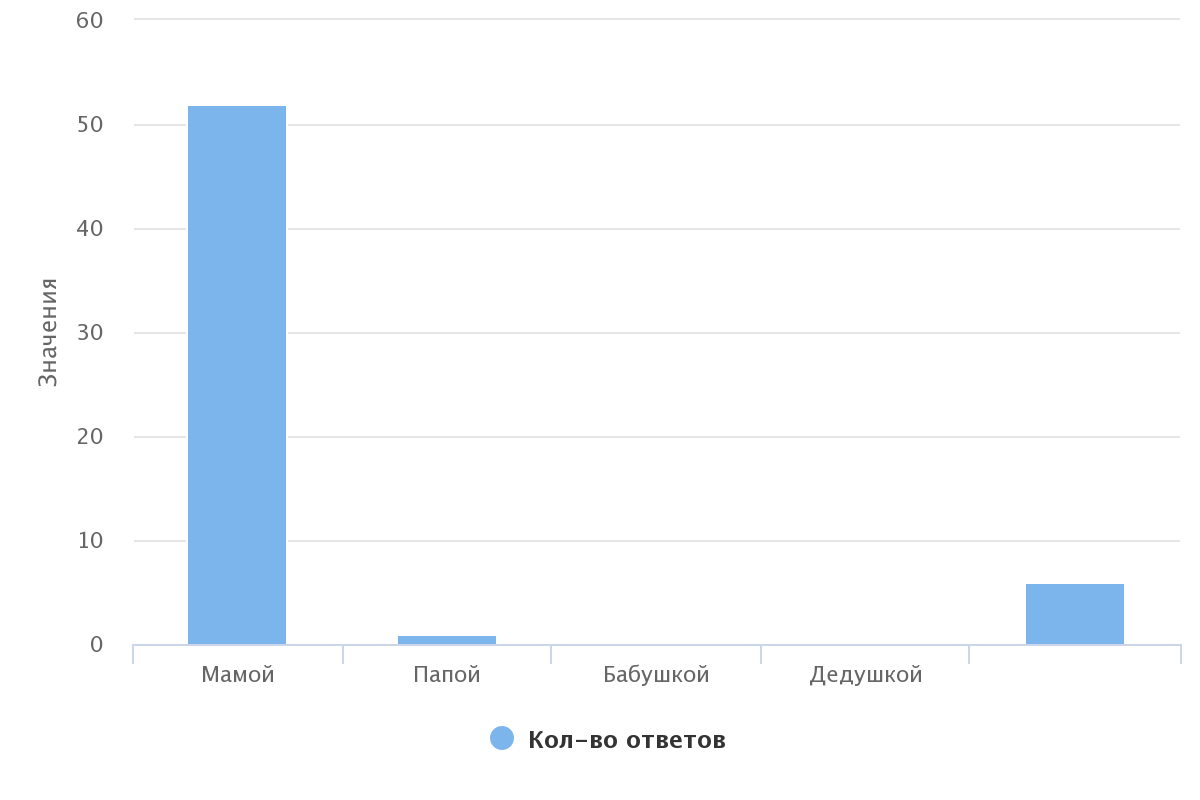 60
50
40
30
20
10
0
Значения
Мамой
Папой
Бабушкой
Дедушкой
Кол-во ответов